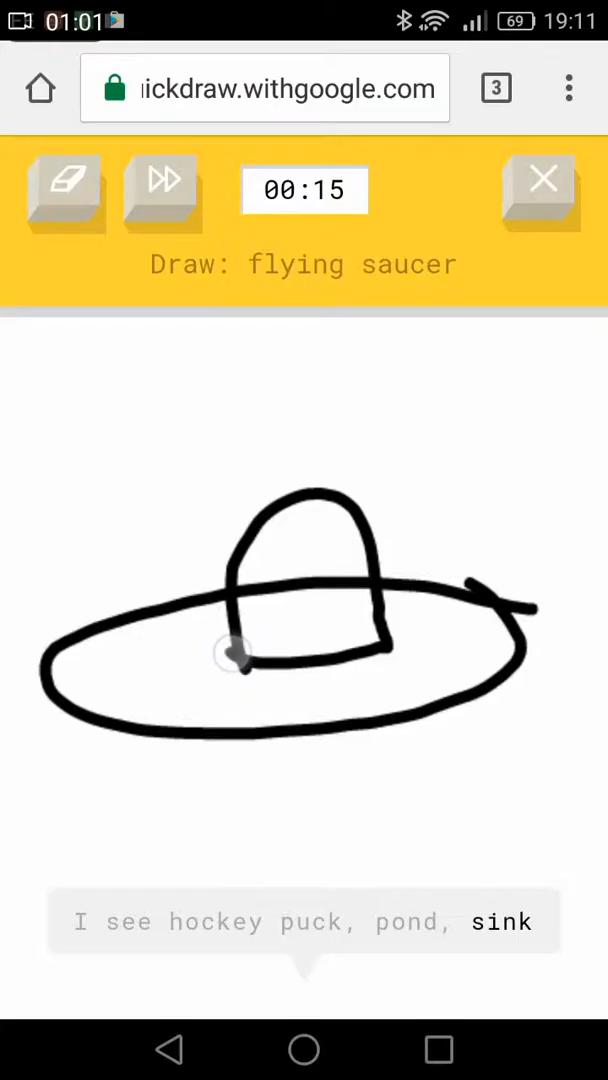 01:01
69
19:11
ickdraw.withgoogle.com
3
00:15
Draw: flying saucer
I see hockey puck, pond, sink